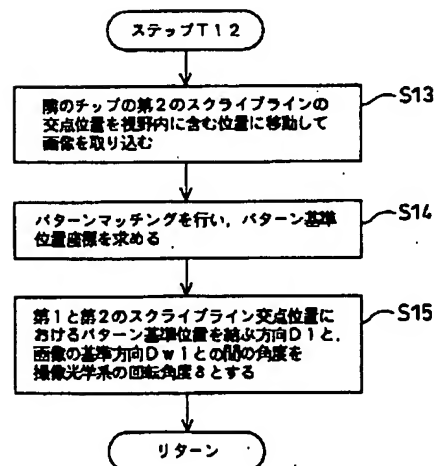 ステップT12
隣のチップの第2のスクライブラインの
交点位置を視野内に含む位置に移動して
画像を取り込む
S13
パターンマッチングを行い，パターン基準
位置座標を求める
S14
第1と第2のスクライブライン交点位置に
おけるパターン基準位置を結ぶ方向D1と，
画像の基準方向Dw1との間の角度を
撮像光学系の回転角度δとする
S15
リターン